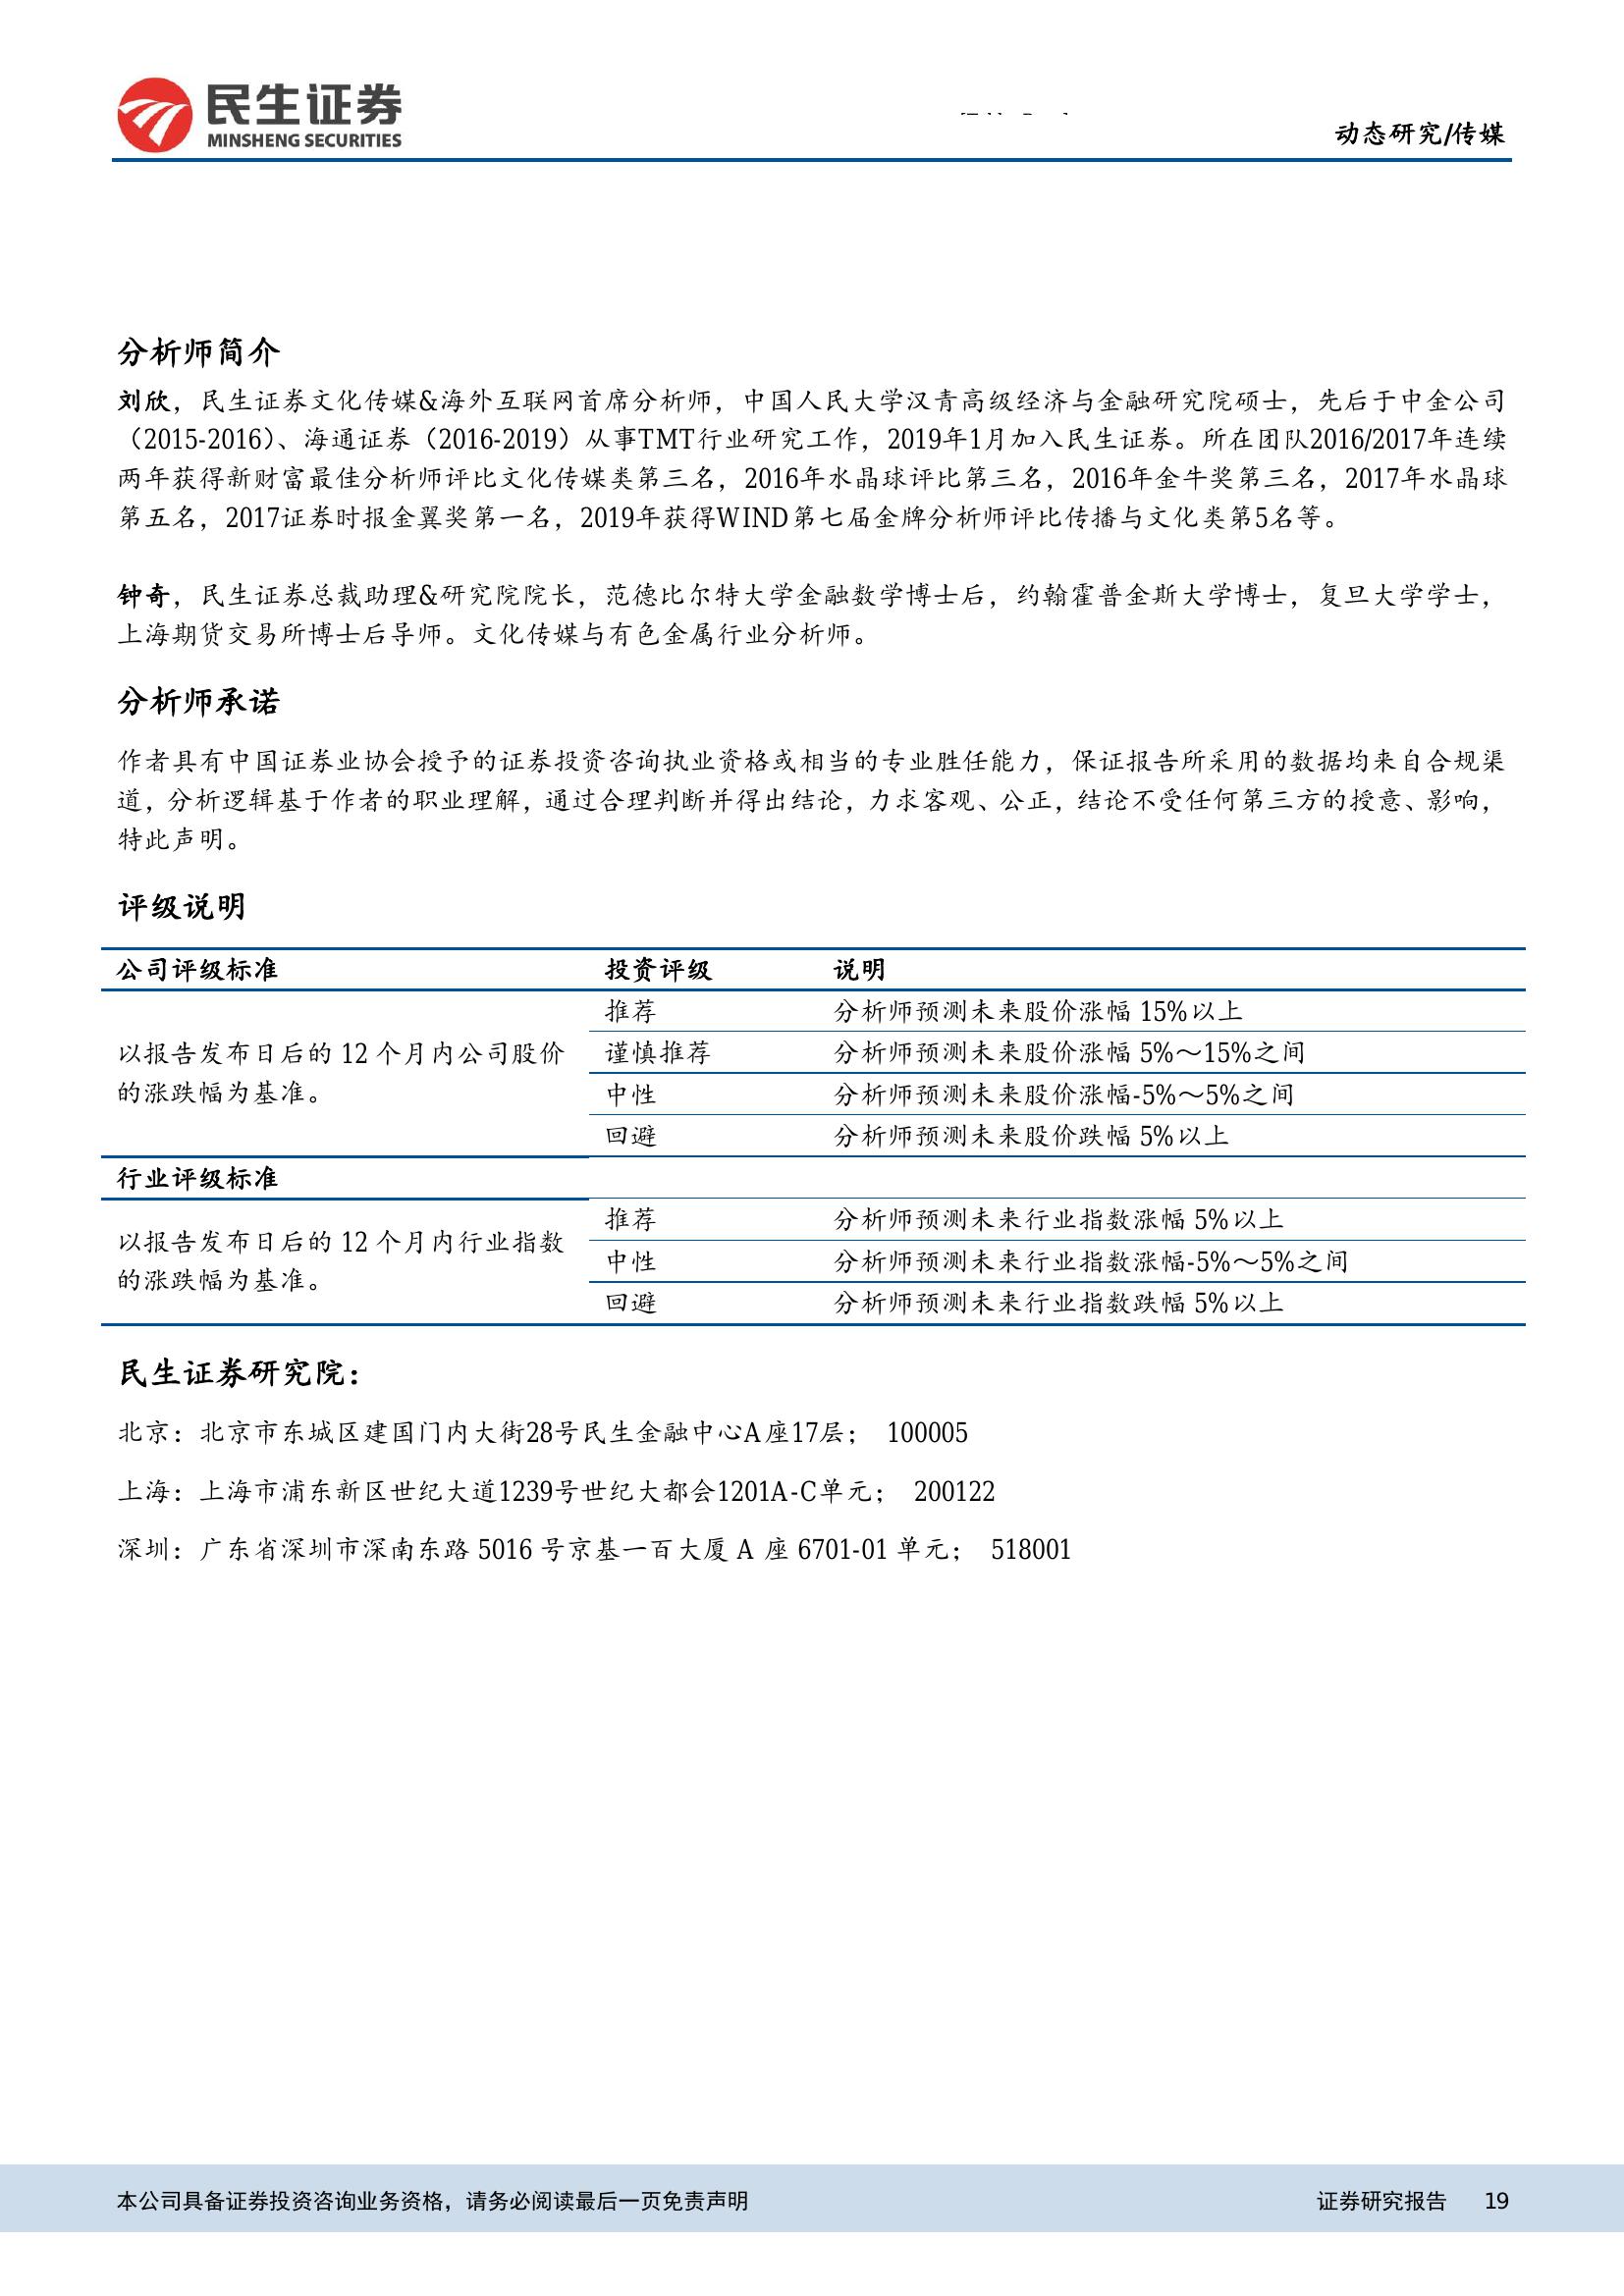 民生证券
MINSHENG SECURITIES
动态研究/传媒
分析师简介
刘欣，民生证券文化传媒&海外互联网首席分析师，中国人民大学汉青高级经济与金融研究院硕士，先后于中金公司
（2015-2016）、海通证券（2016-2019）从事TMT行业研究工作，2019年1月加入民生证券。所在团队2016/2017年连续
两年获得新财富最佳分析师评比文化传媒类第三名，2016年水晶球评比第三名，2016年金牛奖第三名，2017年水晶球
第五名，2017证券时报金翼奖第一名，2019年获得WIND第七届金牌分析师评比传播与文化类第5名等。
钟奇，民生证券总裁助理&研究院院长，范德比尔特大学金融数学博士后，约翰霍普金斯大学博士，复旦大学学士，
上海期货交易所博士后导师。文化传媒与有色金属行业分析师。
分析师承诺
作者具有中国证券业协会授予的证券投资咨询执业资格或相当的专业胜任能力，保证报告所采用的数据均来自合规渠
道，分析逻辑基于作者的职业理解，通过合理判断并得出结论，力求客观、公正，结论不受任何第三方的授意、影响，
特此声明。
评级说明
公司评级标准 投资评级 说明
以报告发布日后的 12 个月内公司股价
的涨跌幅为基准。
推荐 分析师预测未来股价涨幅 15%以上
谨慎推荐 分析师预测未来股价涨幅 5%～15%之间
中性 分析师预测未来股价涨幅-5%～5%之间
回避 分析师预测未来股价跌幅 5%以上
行业评级标准
以报告发布日后的 12 个月内行业指数
的涨跌幅为基准。
推荐 分析师预测未来行业指数涨幅 5%以上
中性 分析师预测未来行业指数涨幅-5%～5%之间
回避 分析师预测未来行业指数跌幅 5%以上
民生证券研究院：
北京：北京市东城区建国门内大街28号民生金融中心A座17层； 100005
上海：上海市浦东新区世纪大道1239号世纪大都会1201A-C单元； 200122
深圳：广东省深圳市深南东路 5016 号京基一百大厦 A 座 6701-01 单元； 518001
本公司具备证券投资咨询业务资格，请务必阅读最后一页免责声明
证券研究报告 19